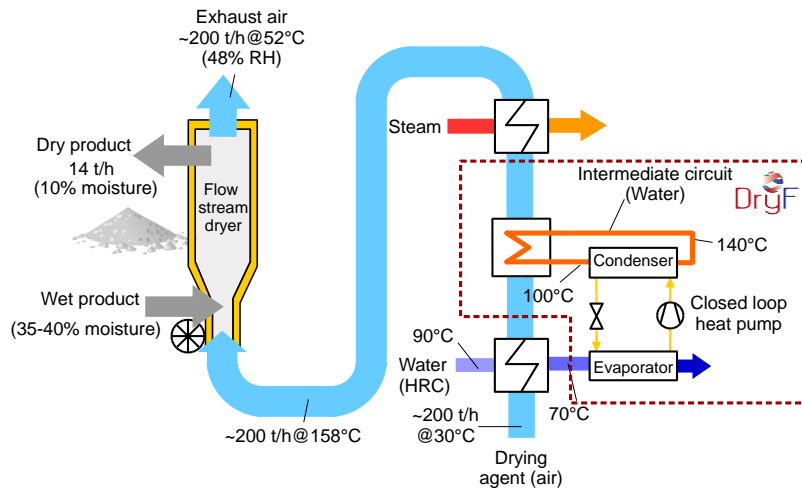 Exhaust air
~200 t/h@52°C
(48% RH)
Dry product
14 t/h
(10% moisture)
Flow
stream
dryer
Wet product
(35-40% moisture)
~200 t/h@158°C
Steam
Intermediate circuit
(Water)
DryF
140°C
Condenser
100°C
Closed loop
heat pump
90°C
Water
(HRC)
Evaporator
70°C
~200 t/h
@30°C
Drying
agent (air)